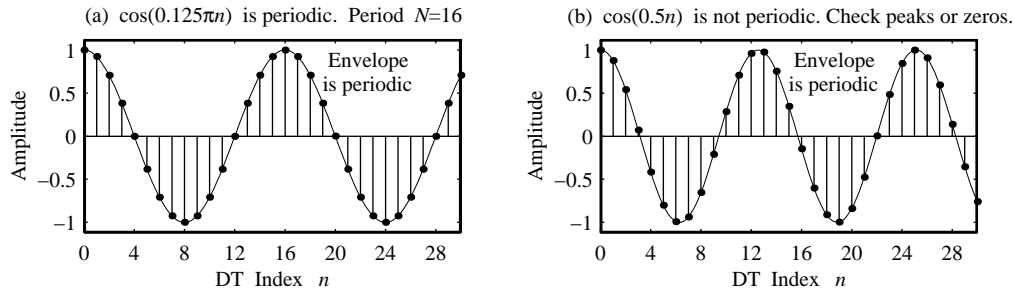 (a) cos(0.125πn) is periodic. Period N=16
1
0.5
0
−0.5
−1
Amplitude
Envelope
is periodic
0 4 8 12 16 20 24 28
DT Index n
(b) cos(0.5n) is not periodic. Check peaks or zeros.
1
0.5
0
−0.5
−1
Amplitude
Envelope
is periodic
0 4 8 12 16 20 24 28
DT Index n